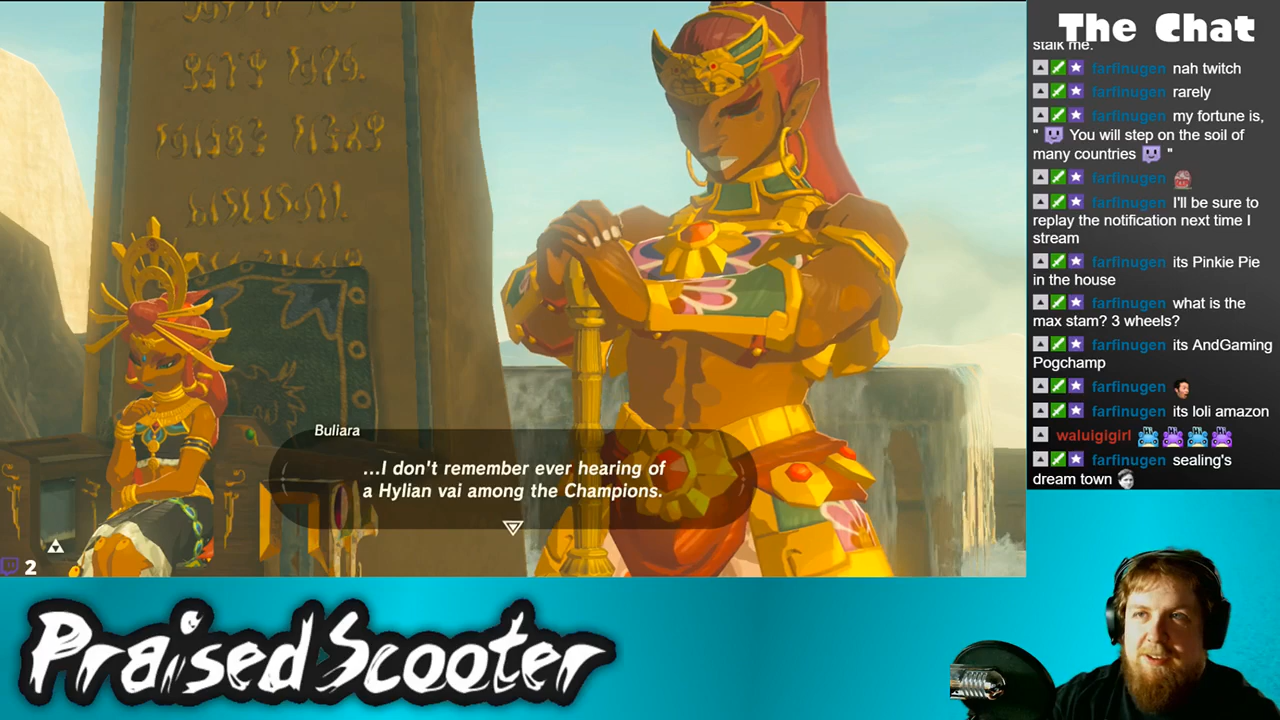 The Chat
stalk me.
farfinugen nah twitch
farfinugen rarely
farfinugen my fortune is,
" You will step on the soil of
many countries "
farfinugen
farfinugen I'll be sure to
replay the notification next time I
stream
farfinugen its Pinkie Pie
in the house
farfinugen what is the
max stam? 3 wheels?
farfinugen its AndGaming
Pogchamp
farfinugen
farfinugen its loli amazon
waluigigirl
farfinugen sealing's
dream town
Buliara
...I don't remember ever hearing of
a Hylian vai among the Champions.
2
PraisedScooter